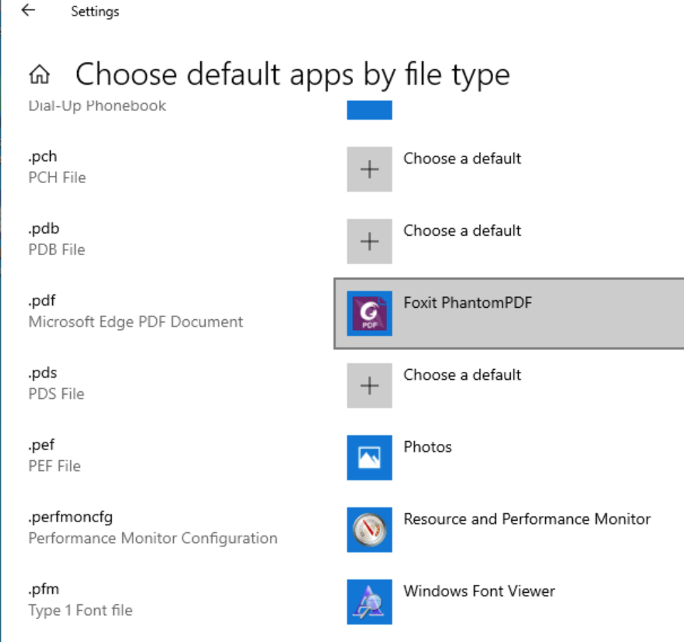 Settings
Choose default apps by file type
Dial-Up Phonebook
.pch
Choose a default
PCH File
.pdb
Choose a default
PDB File
.pdf
Foxit PhantomPDF
PDF
Microsoft Edge PDF Document
.pds
Choose a default
PDS File
.pef
Photos
PEF File
.perfmoncfg
Resource and Performance Monitor
Performance Monitor Configuration
.pfm
Windows Font Viewer
Type 1 Font file